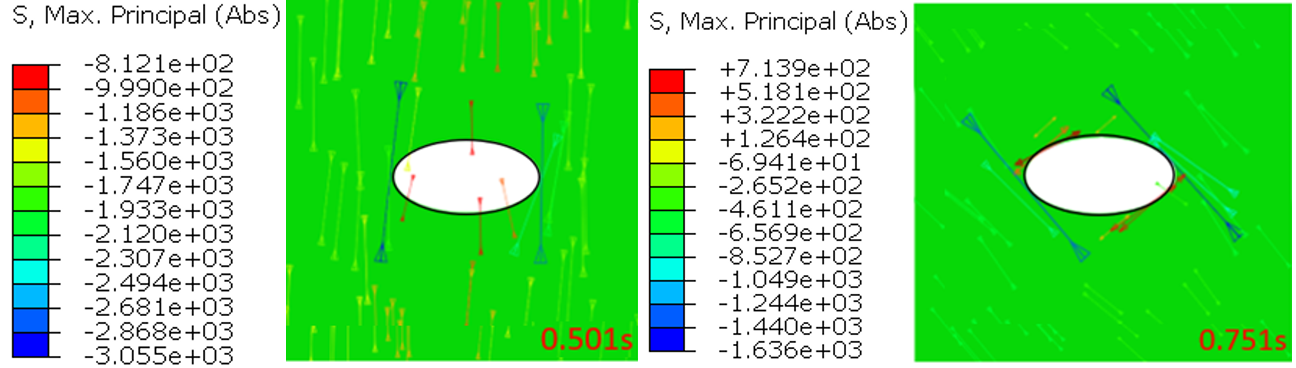 S, Max. Principal (Abs)
-8.121e+02
-9.990e+02
-1.186e+03
-1.373e+03
-1.560e+03
-1.747e+03
-1.933e+03
-2.120e+03
-2.307e+03
-2.494e+03
-2.681e+03
-2.868e+03
-3.055e+03
0.501s
S, Max. Principal (Abs)
+7.139e+02
+5.181e+02
+3.222e+02
+1.264e+02
-6.941e+01
-2.652e+02
-4.611e+02
-6.569e+02
-8.527e+02
-1.049e+03
-1.244e+03
-1.440e+03
-1.636e+03
0.751s